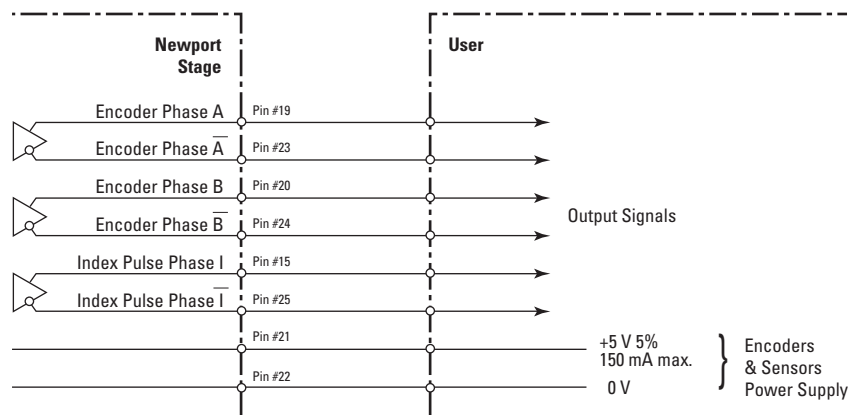 Newport
Stage
User
Encoder Phase A Pin #19
Encoder Phase A̅ Pin #23
Encoder Phase B Pin #20
Encoder Phase B̅ Pin #24
Index Pulse Phase I Pin #15
Index Pulse Phase I̅ Pin #25
Output Signals
Pin #21
+5 V 5%
150 mA max.
Pin #22
0 V
} Encoders
& Sensors
Power Supply